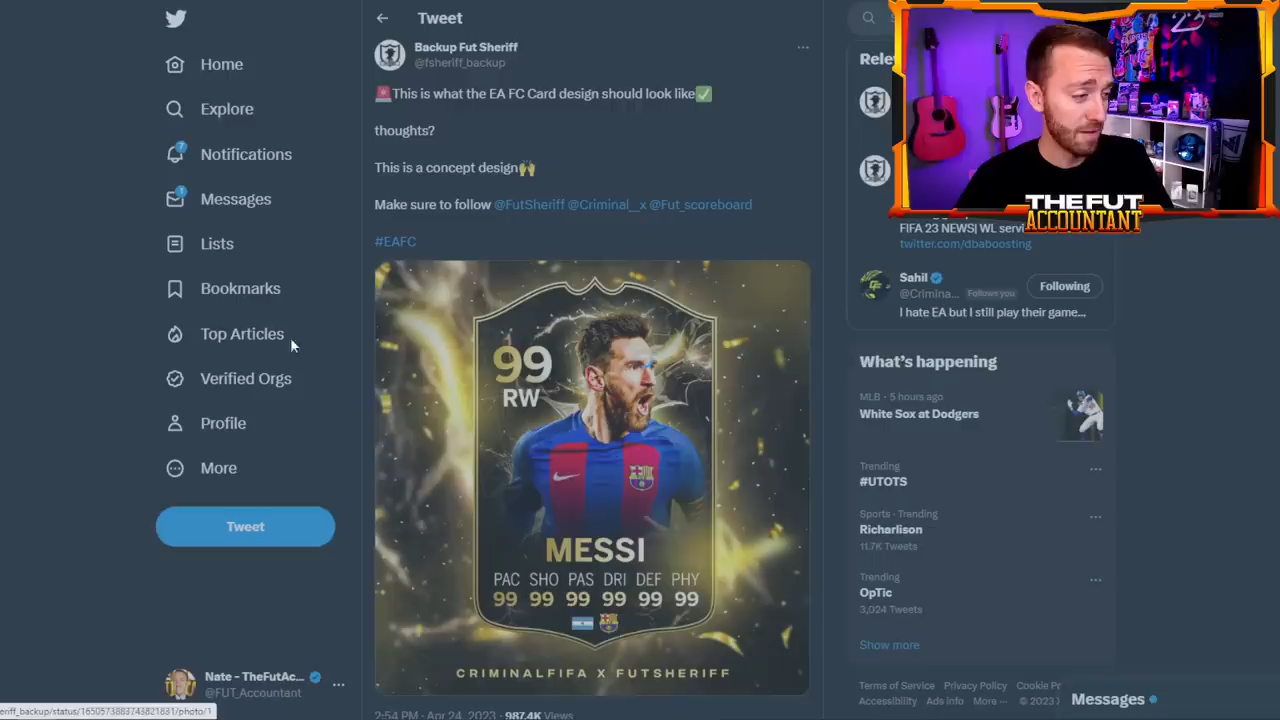 Home
Explore
7
Notifications
1
Messages
Lists
Bookmarks
Top Articles
Verified Orgs
Profile
More
Tweet
Nate - TheFutAc...
@FUT_Accountant
Tweet
Backup Fut Sheriff
@fsheriff_backup
🚨This is what the EA FC Card design should look like✅
thoughts?
This is a concept design🙌
Make sure to follow @FutSheriff @Criminal__x @Fut_scoreboard
#EAFC
99
RW
MESSI
PAC SHO PAS DRI DEF PHY
99 99 99 99 99 99
CRIMINALFIFA X FUTSHERIFF
2:54 PM · Apr 24, 2023 · 987.4K Views
23
THE FUT
ACCOUNTANT
FIFA 23 NEWS| WL servi
twitter.com/dbaboosting
Sahil
@Crimina... Follows you
Following
I hate EA but I still play their game...
What's happening
MLB · 5 hours ago
White Sox at Dodgers
Trending
#UTOTS
Sports · Trending
Richarlison
11.7K Tweets
Trending
OpTic
3,024 Tweets
Show more
Terms of Service Privacy Policy Cookie Po
Accessibility Ads info More ··· © 2023
Messages